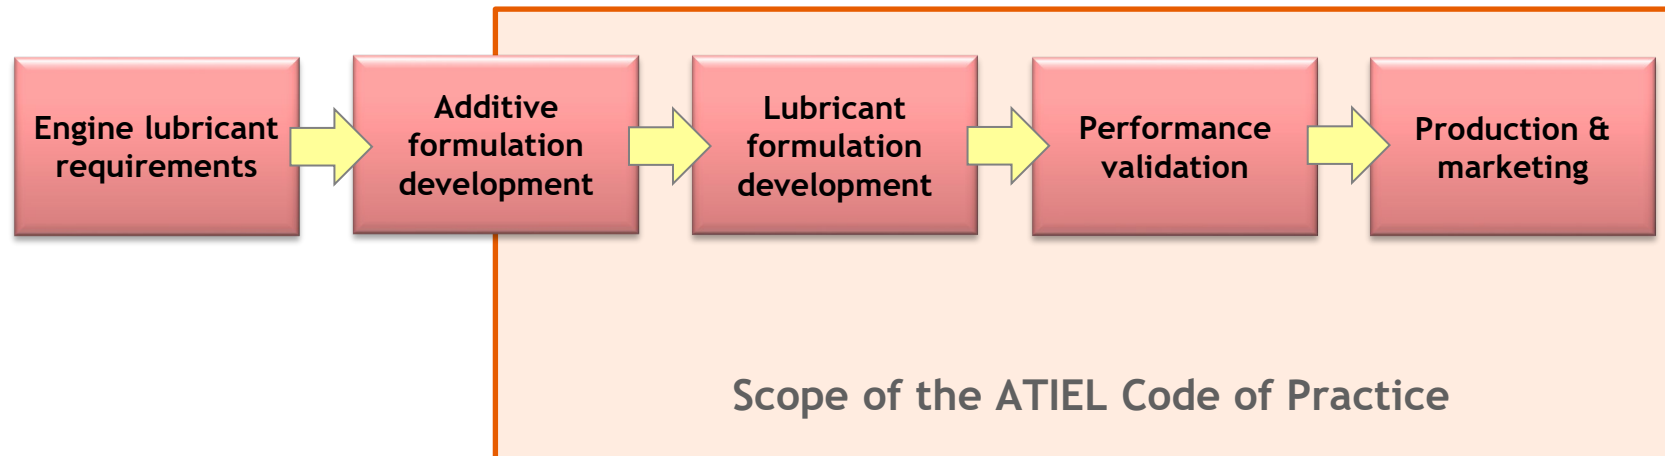 Engine lubricant
requirements
Additive
formulation
development
Lubricant
formulation
development
Performance
validation
Production &
marketing
Scope of the ATIEL Code of Practice